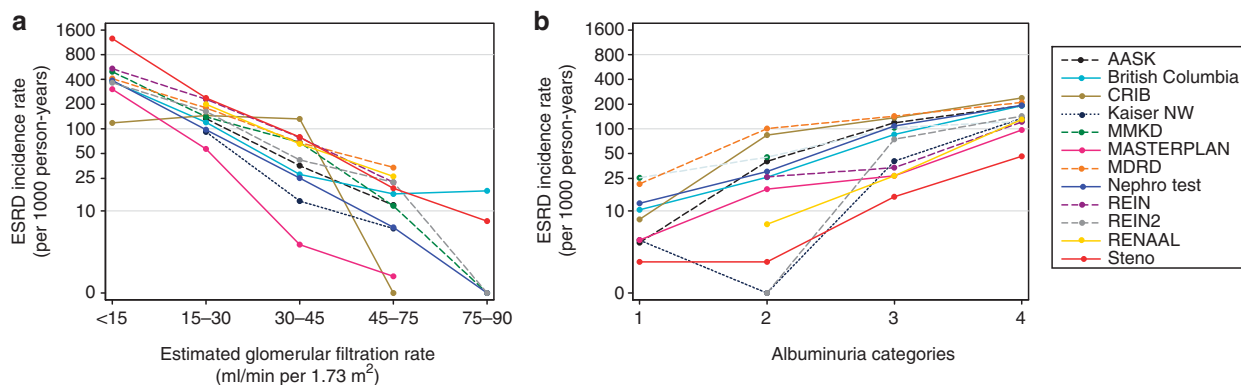 a
ESRD incidence rate
(per 1000 person-years)
1600
800
400
200
100
50
25
10
0
<15
15–30
30–45
45–75
75–90
Estimated glomerular filtration rate
(ml/min per 1.73 m²)
b
ESRD incidence rate
(per 1000 person-years)
1600
800
400
200
100
50
25
10
0
1
2
3
4
Albuminuria categories
AASK
British Columbia
CRIB
Kaiser NW
MMKD
MASTERPLAN
MDRD
Nephro test
REIN
REIN2
RENAAL
Steno